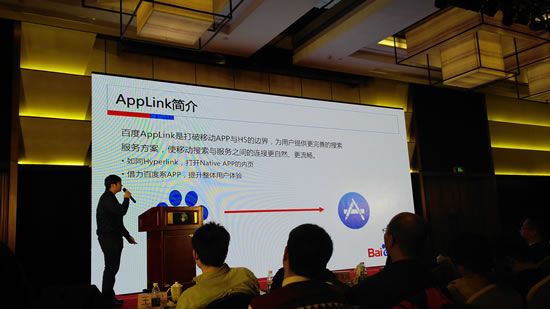 AppLink简介
百度AppLink是打破移动APP与H5的边界，为用户提供更完善的搜索
服务方案，使移动搜索与服务之间的连接更自然、更流畅。
• 如同Hyperlink，打开Native APP的内页
• 借力百度系APP，提升整体用户体验
Bai
王